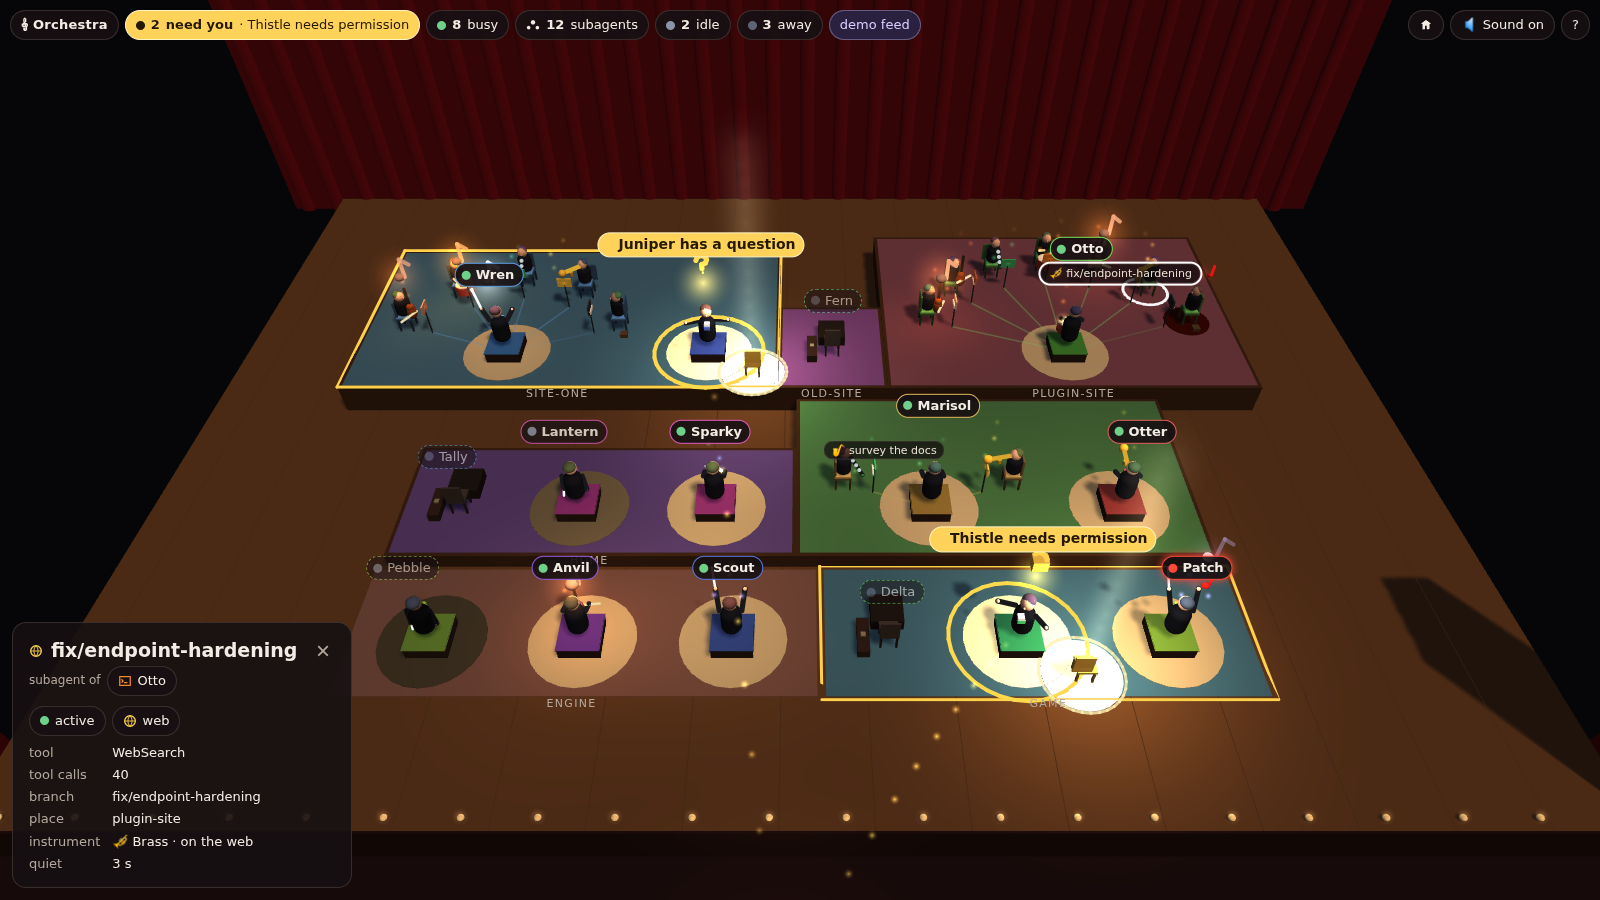 Orchestra
2 need you · Thistle needs permission
8 busy
12 subagents
2 idle
3 away
demo feed
Sound on
?
Juniper has a question
Wren
Otto
fix/endpoint-hardening
Fern
SITE-ONE
OLD-SITE
PLUGIN-SITE
Marisol
Lantern
Sparky
Otter
Tally
survey the docs
Thistle needs permission
Pebble
Anvil
Scout
Patch
Delta
ENGINE
GAME
fix/endpoint-hardening
subagent of Otto
active web
tool WebSearch
tool calls 40
branch fix/endpoint-hardening
place plugin-site
instrument Brass · on the web
quiet 3 s